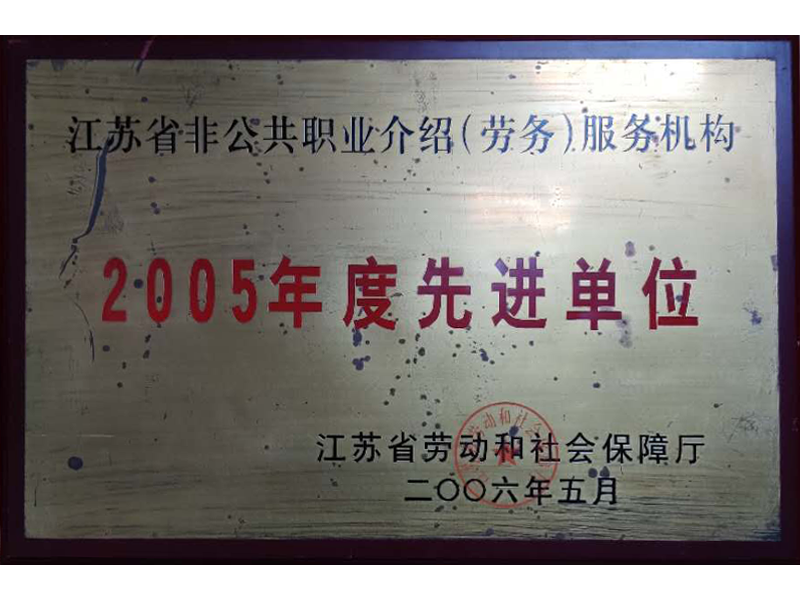 江苏省非公共职业介绍(劳务)服务机构
2005年度先进单位
江苏省劳动和社会保障厅
二〇〇六年五月